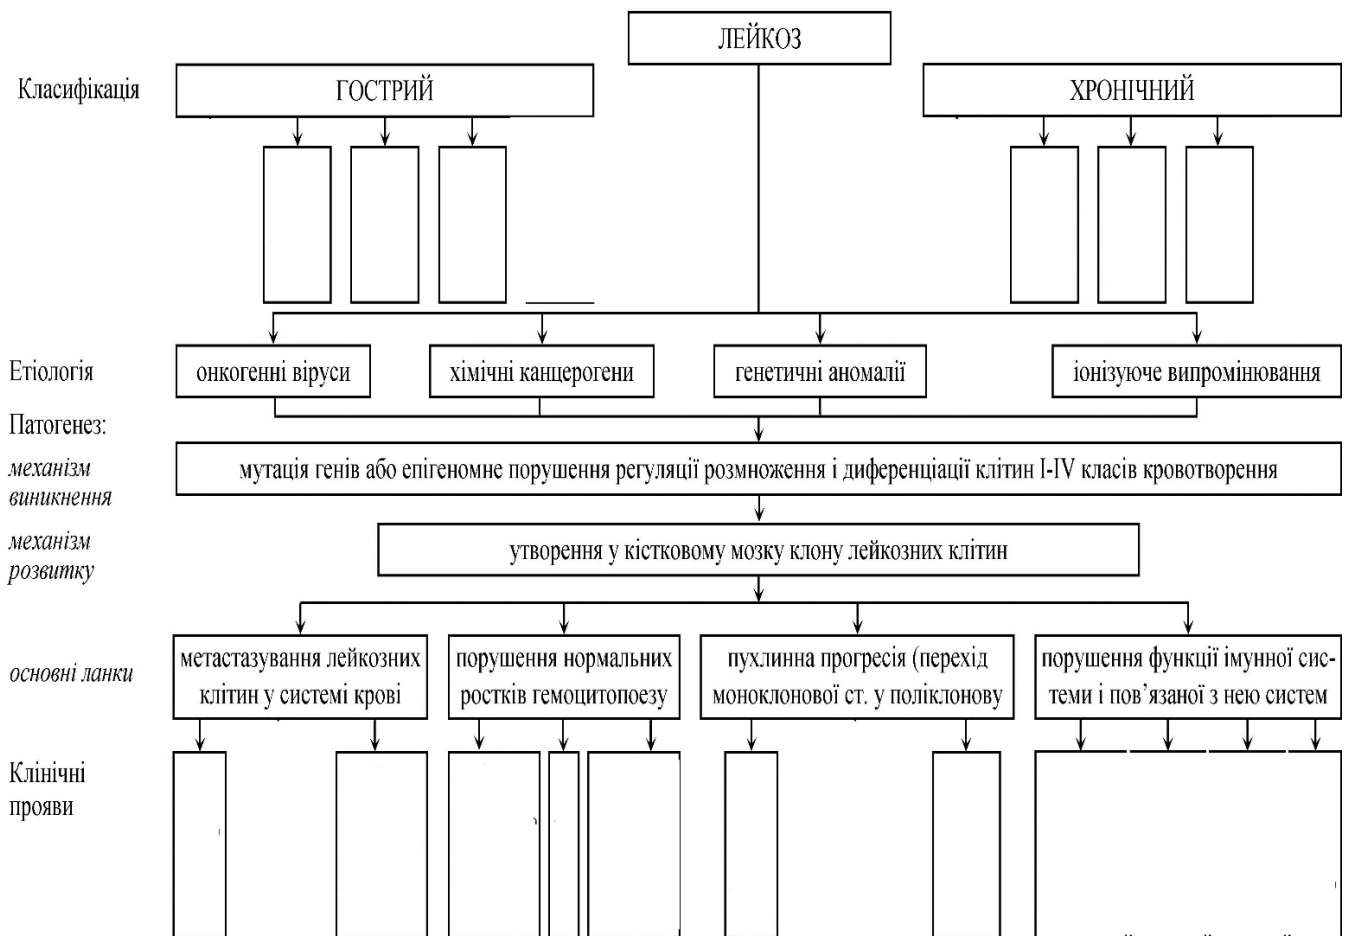 ЛЕЙКОЗ
Класифікація
ГОСТРИЙ
ХРОНІЧНИЙ
Етіологія
онкогенні віруси
хімічні канцерогени
генетичні аномалії
іонізуюче випромінювання
Патогенез:
механізм
виникнення
мутація генів або епігеномне порушення регуляції розмноження і диференціації клітин I-IV класів кровотворення
механізм
розвитку
утворення у кістковому мозку клону лейкозних клітин
основні ланки
метастазування лейкозних
клітин у системі крові
порушення нормальних
ростків гемоцитопоезу
пухлинна прогресія (перехід
моноклонової ст. у поліклонову
порушення функції імунної сис-
теми і пов’язаної з нею систем
Клінічні
прояви